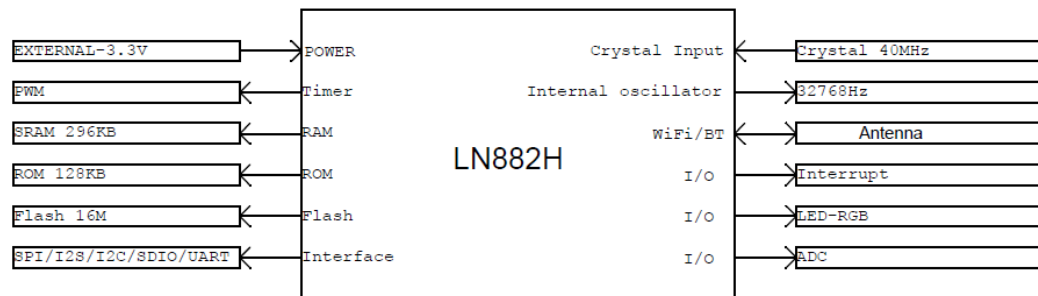 EXTERNAL-3.3V
POWER
Crystal Input
Crystal 40MHz
PWM
Timer
Internal oscillator
32768Hz
SRAM 296KB
RAM
WiFi/BT
Antenna
LN882H
ROM 128KB
ROM
I/O
Interrupt
Flash 16M
Flash
I/O
LED-RGB
SPI/I2S/I2C/SDIO/UART
Interface
I/O
ADC